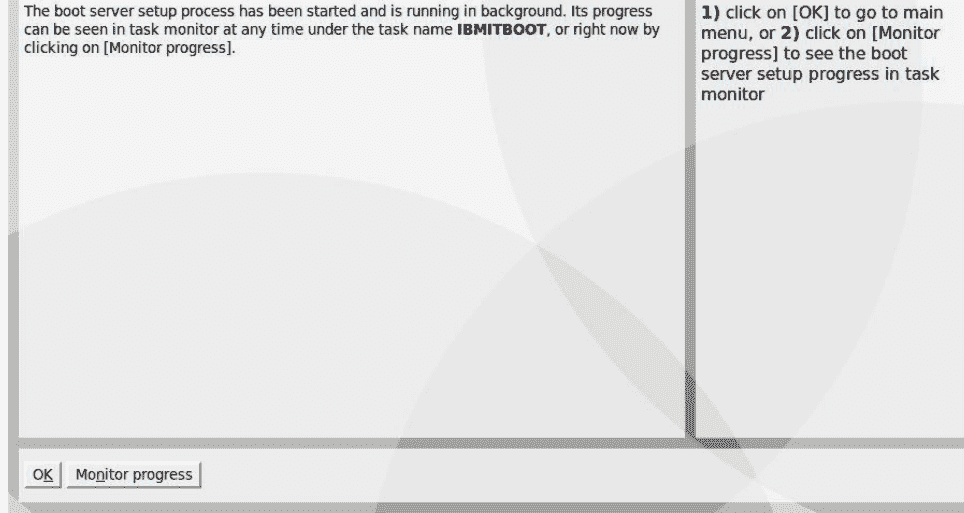 The boot server setup process has been started and is running in background. Its progress
can be seen in task monitor at any time under the task name IBMITBOOT, or right now by
clicking on [Monitor progress].
1) click on [OK] to go to main
menu, or 2) click on [Monitor
progress] to see the boot
server setup progress in task
monitor
OK Monitor progress